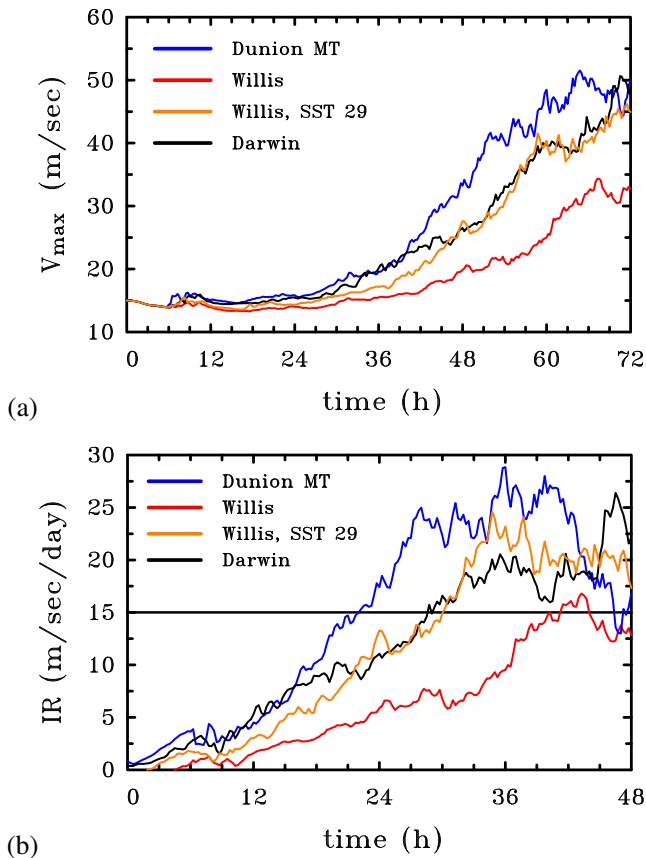 60
50
40
30
20
10
V_max (m/sec)
Dunion MT
Willis
Willis, SST 29
Darwin
0 12 24 36 48 60 72
time (h)
(a)
30
25
20
15
10
5
0
IR (m/sec/day)
Dunion MT
Willis
Willis, SST 29
Darwin
0 12 24 36 48
time (h)
(b)